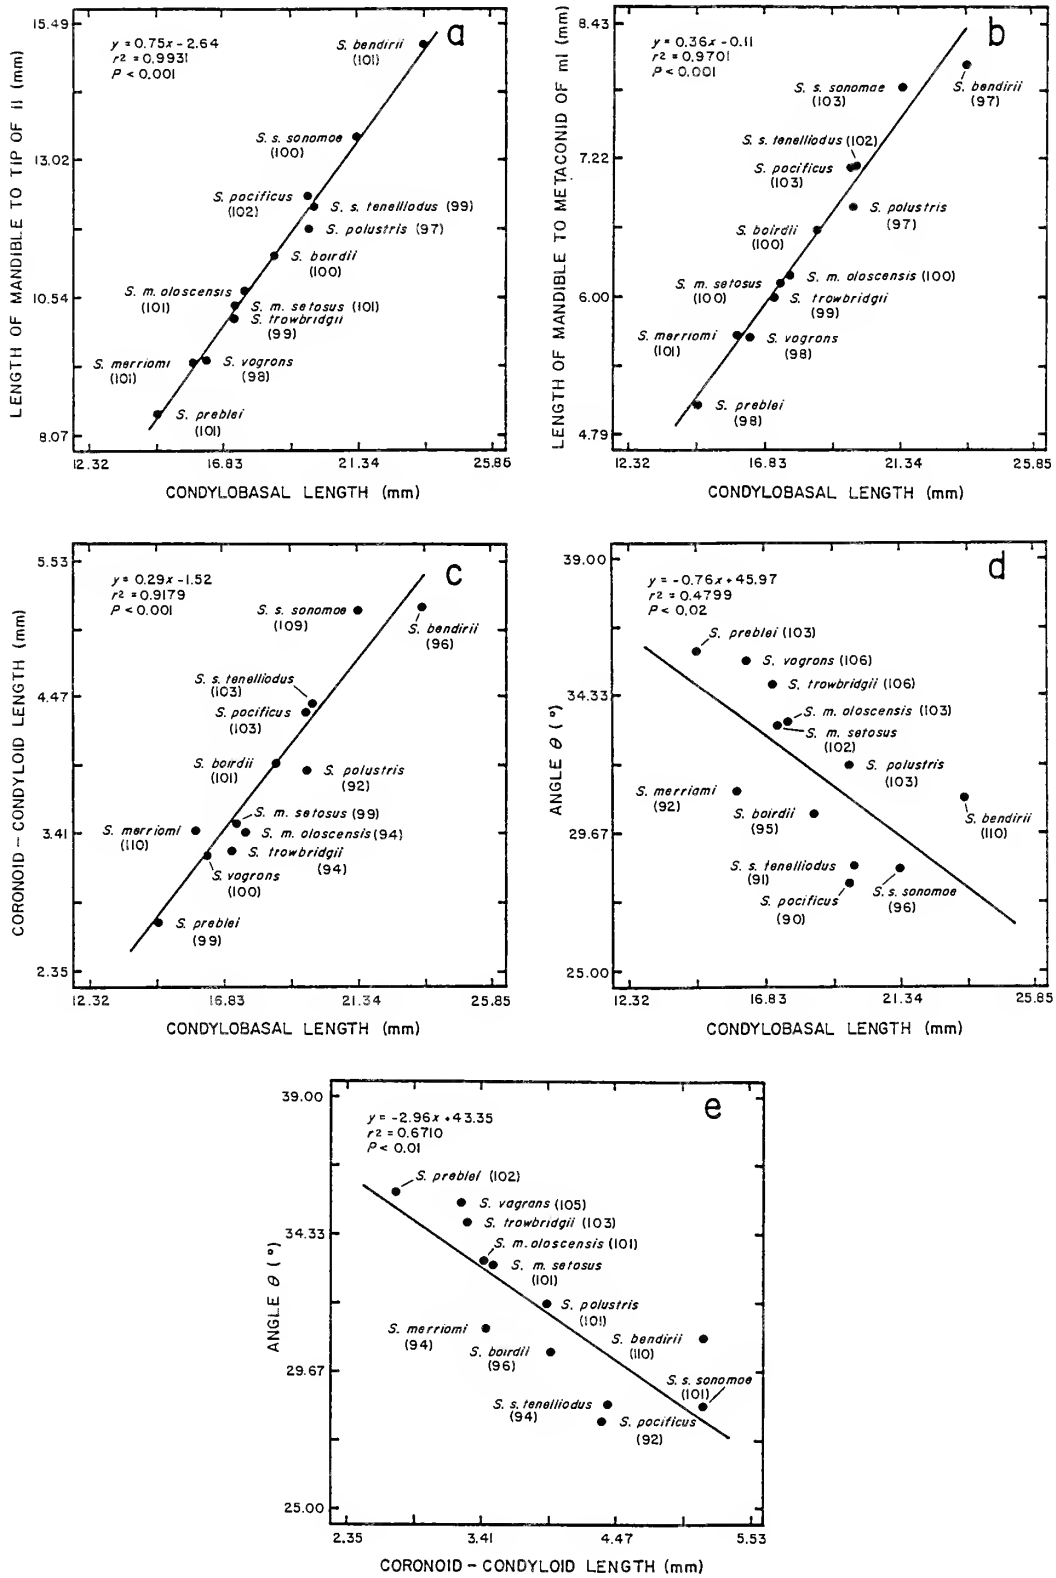 a
y = 0.75x - 2.64
r2 = 0.9931
P < 0.001
LENGTH OF MANDIBLE TO TIP OF i1 (mm)
15.49
13.02
10.54
8.07
S. bendirii
(101)
S. s. sonomae
(100)
S. pacificus
(102)
S. s. tenelliodus (99)
S. palustris (97)
S. bairdii
(100)
S. m. aloscensis
(101)
S. m. setosus (101)
S. trowbridgii
(99)
S. merriami
(101)
S. vagrans
(98)
S. preblei
(101)
12.32 16.83 21.34 25.85
CONDYLOBASAL LENGTH (mm)
b
y = 0.36x - 0.11
r2 = 0.9701
P < 0.001
LENGTH OF MANDIBLE TO METACONID OF m1 (mm)
8.43
7.22
6.00
4.79
S. bendirii
(97)
S. s. sonomae
(103)
S. s. tenelliodus (102)
S. pacificus
(103)
S. palustris
(97)
S. bairdii
(100)
S. m. aloscensis (100)
S. m. setosus
(100)
S. trowbridgii
(99)
S. merriami
(101)
S. vagrans
(98)
S. preblei
(98)
12.32 16.83 21.34 25.85
CONDYLOBASAL LENGTH (mm)
c
y = 0.29x - 1.52
r2 = 0.9179
P < 0.001
CORONOID - CONDYLOID LENGTH (mm)
5.53
4.47
3.41
2.35
S. s. sonomae
(109)
S. bendirii
(96)
S. s. tenelliodus
(103)
S. pacificus
(103)
S. bairdii
(101)
S. palustris
(92)
S. m. setosus (99)
S. merriami
(110)
S. m. aloscensis (94)
S. trowbridgii
(94)
S. vagrans
(100)
S. preblei
(99)
12.32 16.83 21.34 25.85
CONDYLOBASAL LENGTH (mm)
d
y = -0.76x + 45.97
r2 = 0.4799
P < 0.02
ANGLE θ (°)
39.00
34.33
29.67
25.00
S. preblei (103)
S. vagrans (106)
S. trowbridgii (106)
S. m. aloscensis (103)
S. m. setosus
(102)
S. palustris
(103)
S. merriami
(92)
S. bairdii
(95)
S. bendirii
(110)
S. s. tenelliodus
(91)
S. pacificus
(90)
S. s. sonomae
(96)
12.32 16.83 21.34 25.85
CONDYLOBASAL LENGTH (mm)
e
y = -2.96x + 43.35
r2 = 0.6710
P < 0.01
ANGLE θ (°)
39.00
34.33
29.67
25.00
S. preblei (102)
S. vagrans (105)
S. trowbridgii (103)
S. m. aloscensis (101)
S. m. setosus
(101)
S. palustris
(101)
S. merriami
(94)
S. bairdii
(96)
S. bendirii
(110)
S. s. sonomae
(101)
S. s. tenelliodus
(94)
S. pacificus
(92)
2.35 3.41 4.47 5.53
CORONOID - CONDYLOID LENGTH (mm)